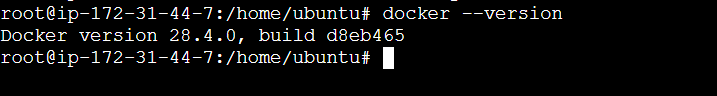 root@ip-172-31-44-7:/home/ubuntu# docker --version
Docker version 28.4.0, build d8eb465
root@ip-172-31-44-7:/home/ubuntu#